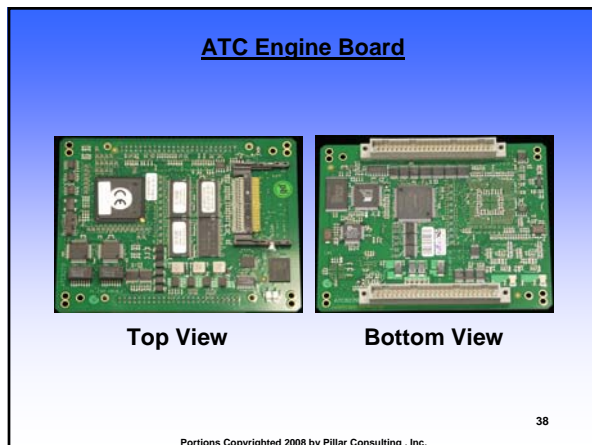 ATC Engine Board
Top View
Bottom View
38
Portions Copyrighted 2008 by Pillar Consulting , Inc.